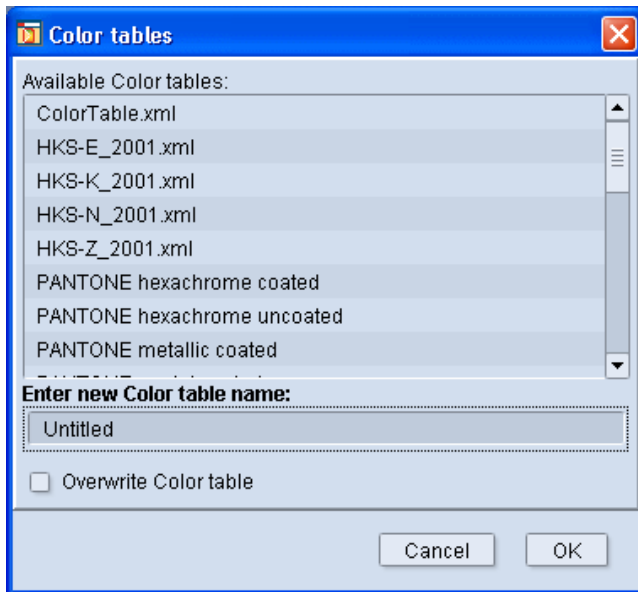 Color tables
Available Color tables:
ColorTable.xml
HKS-E_2001.xml
HKS-K_2001.xml
HKS-N_2001.xml
HKS-Z_2001.xml
PANTONE hexachrome coated
PANTONE hexachrome uncoated
PANTONE metallic coated
Enter new Color table name:
Untitled
Overwrite Color table
Cancel OK